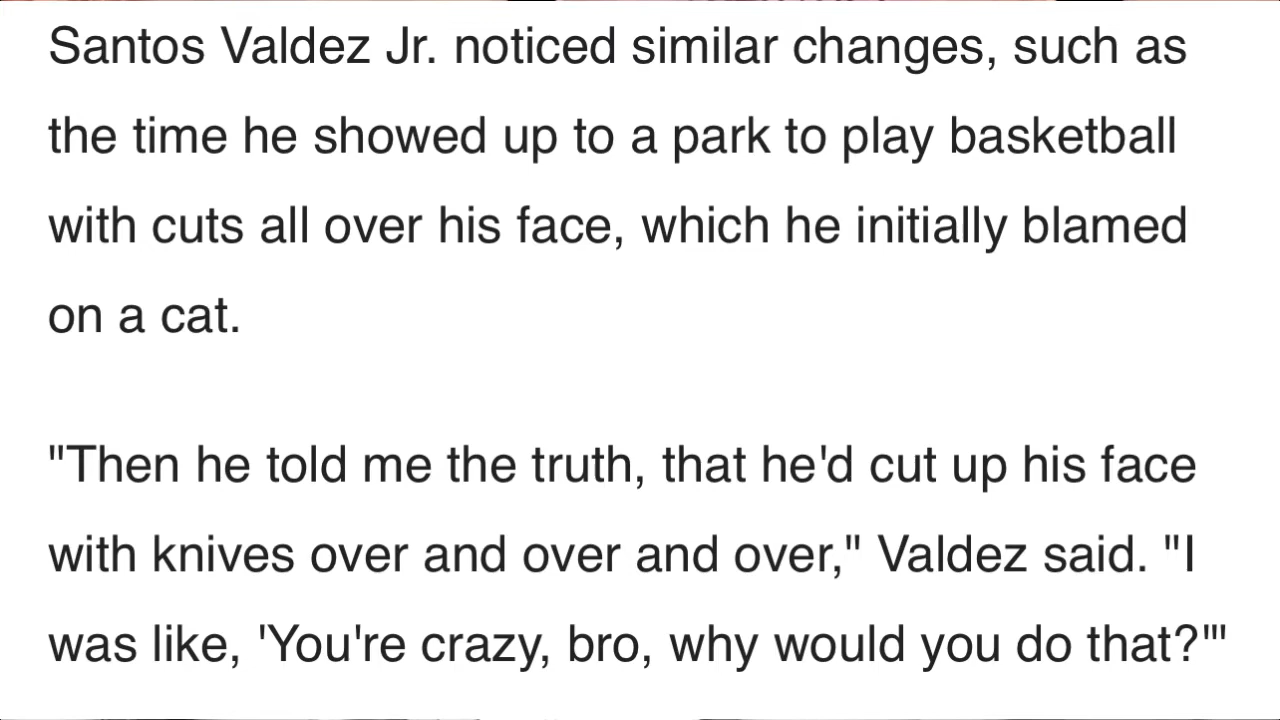 Santos Valdez Jr. noticed similar changes, such as
the time he showed up to a park to play basketball
with cuts all over his face, which he initially blamed
on a cat.
"Then he told me the truth, that he'd cut up his face
with knives over and over and over," Valdez said. "I
was like, 'You're crazy, bro, why would you do that?'"